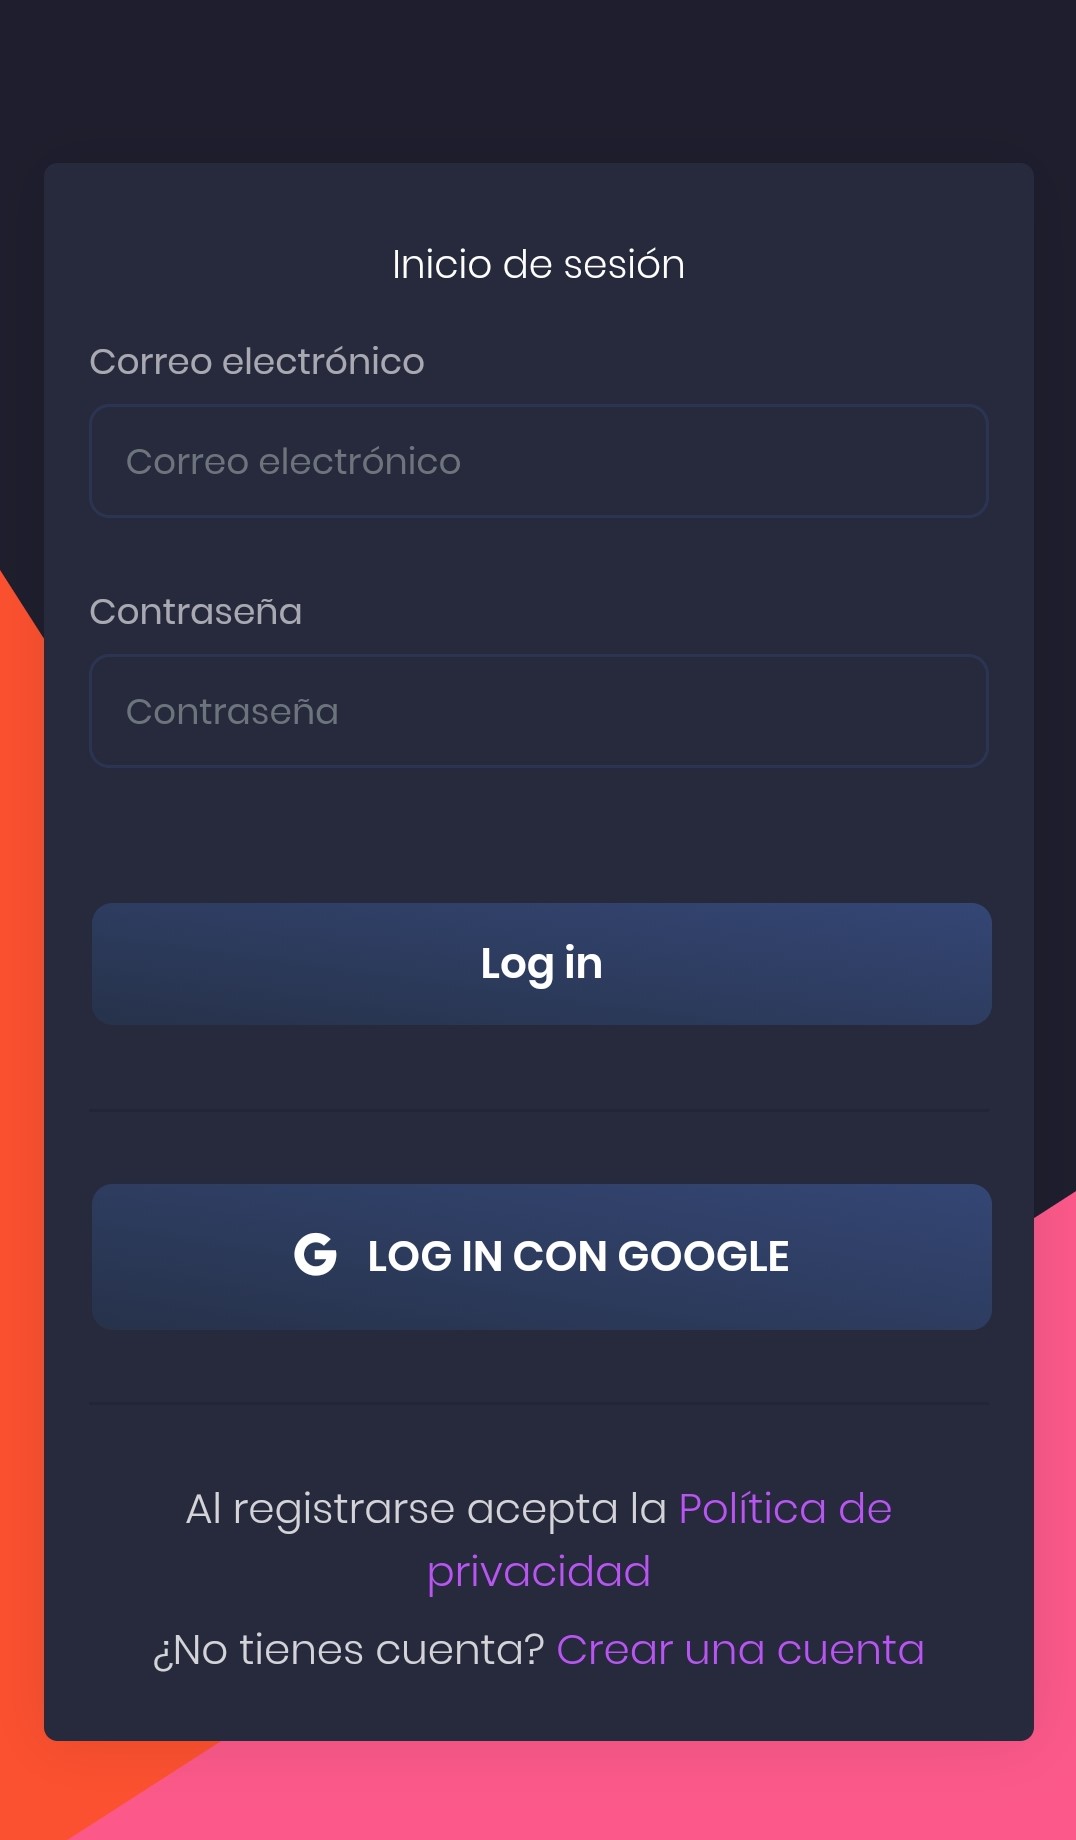 Inicio de sesión
Correo electrónico
Correo electrónico
Contraseña
Contraseña
Log in
LOG IN CON GOOGLE
Al registrarse acepta la Política de
privacidad
¿No tienes cuenta? Crear una cuenta